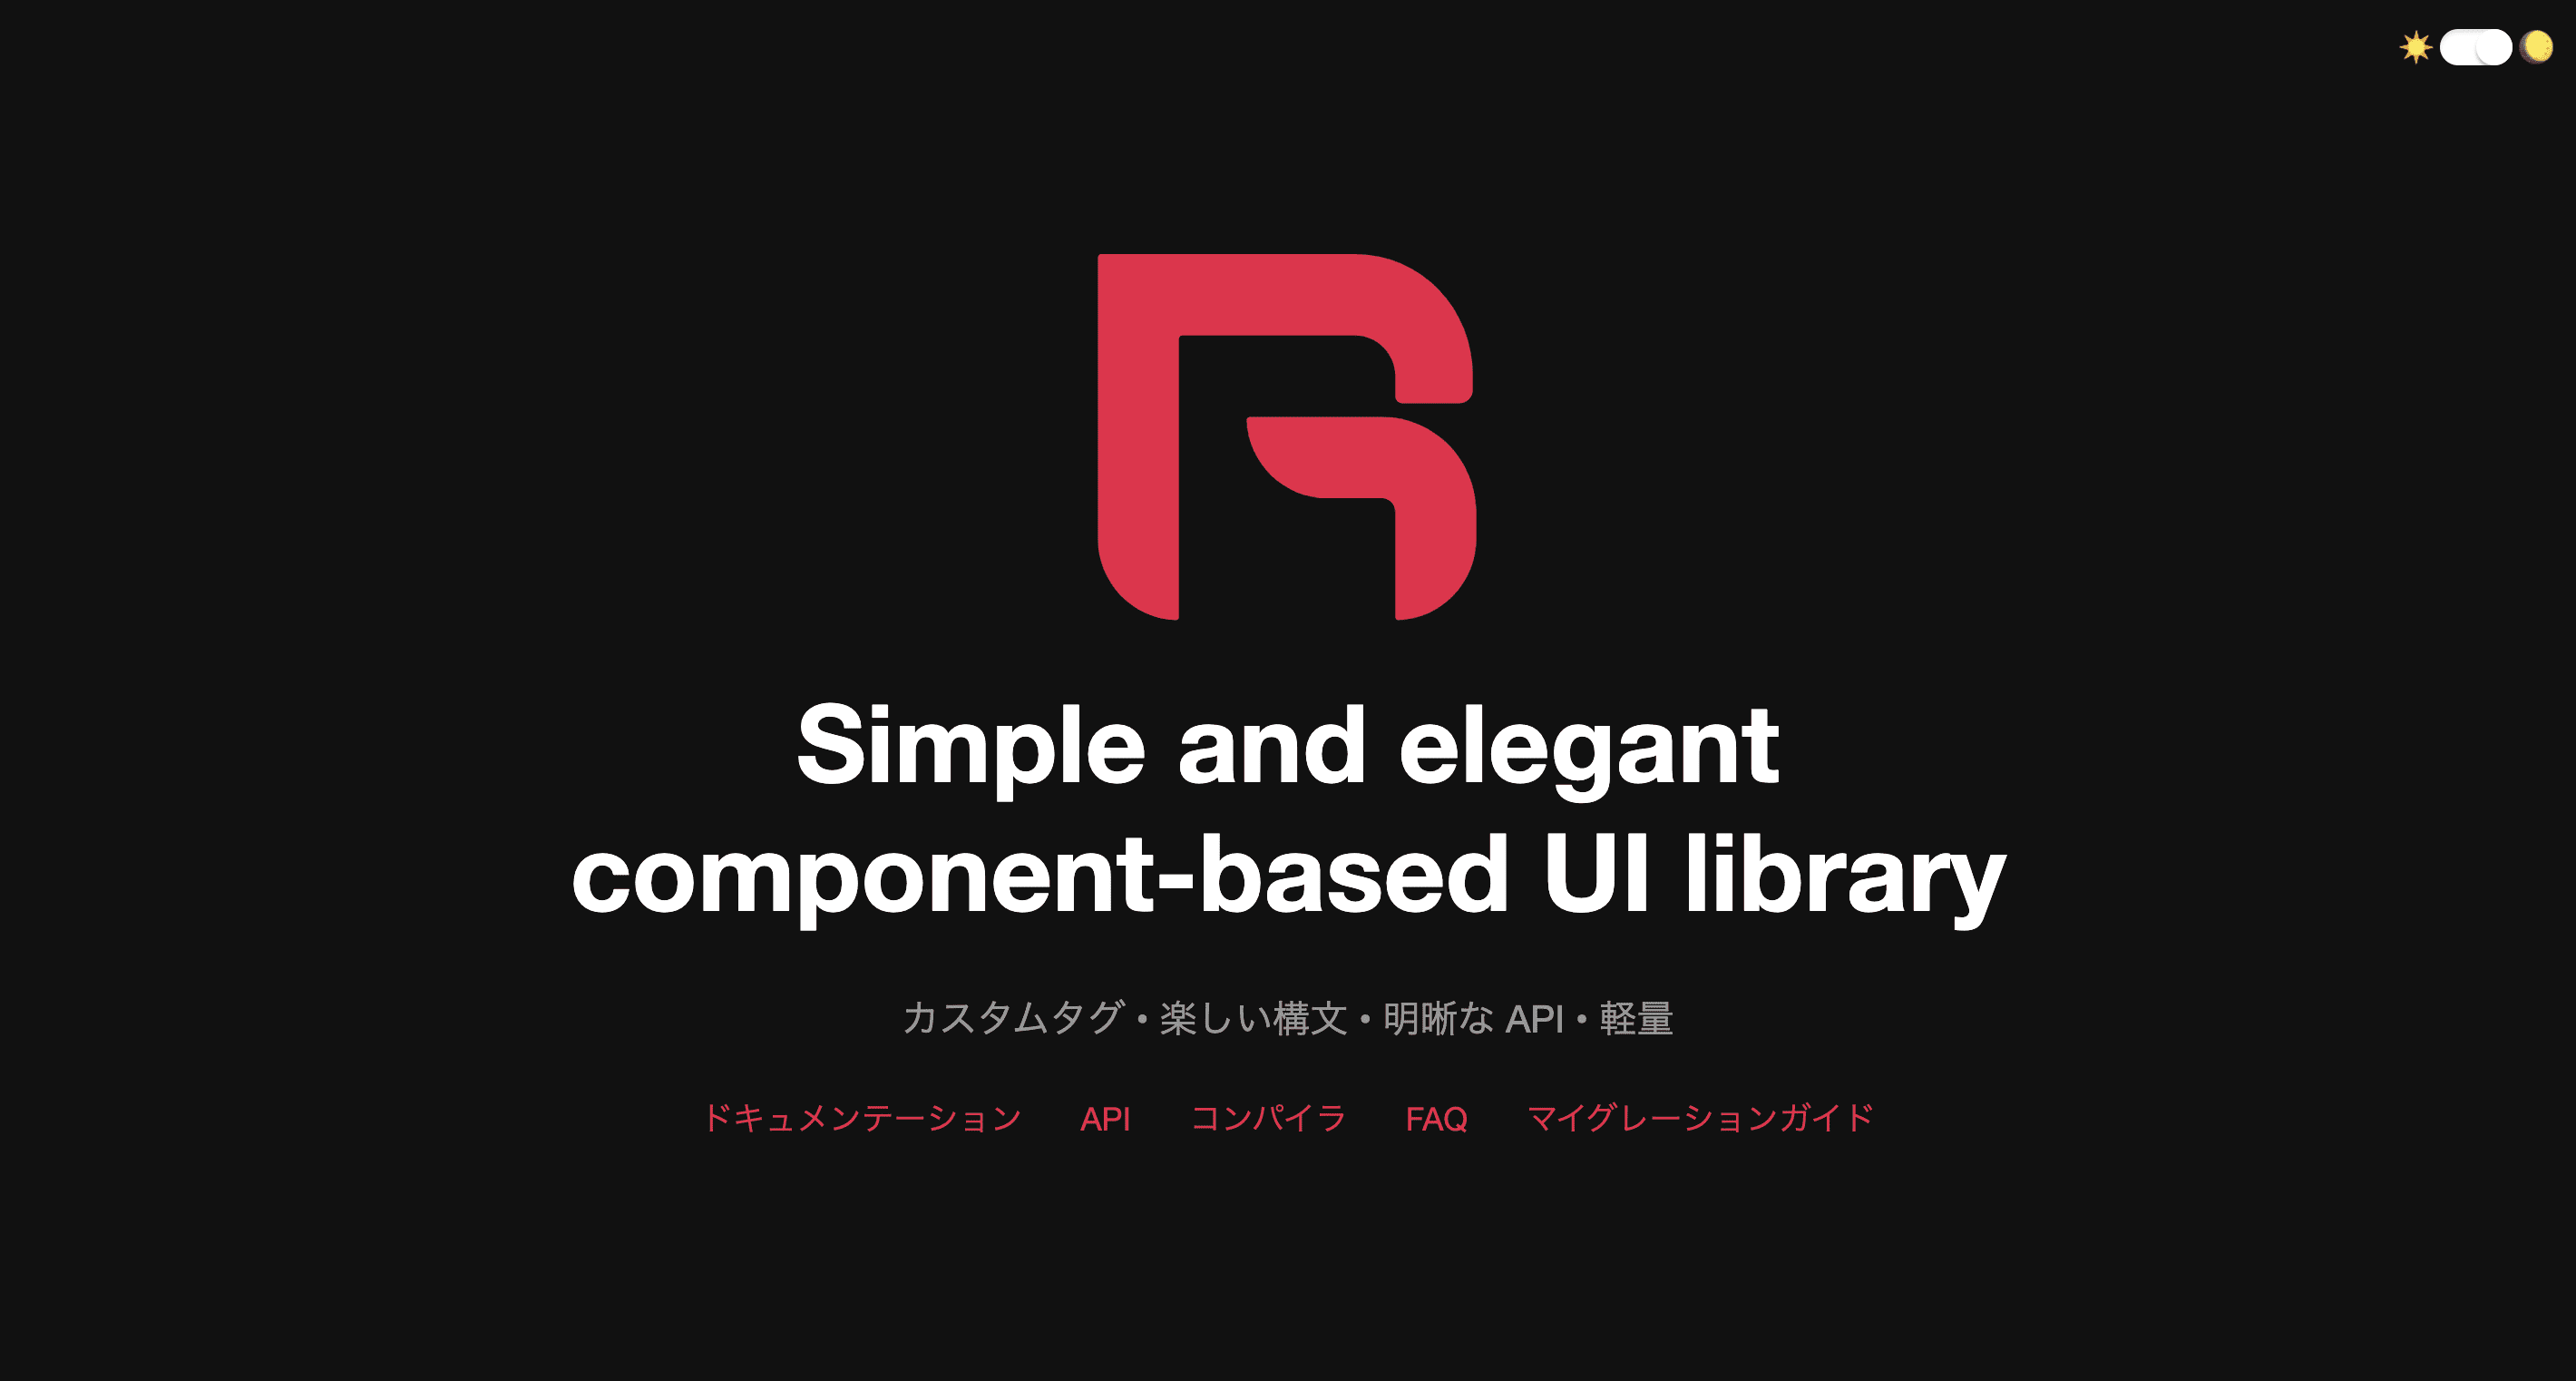 Simple and elegant
component-based UI library
カスタムタグ・楽しい構文・明晰な API・軽量
ドキュメンテーション API コンパイラ FAQ マイグレーションガイド